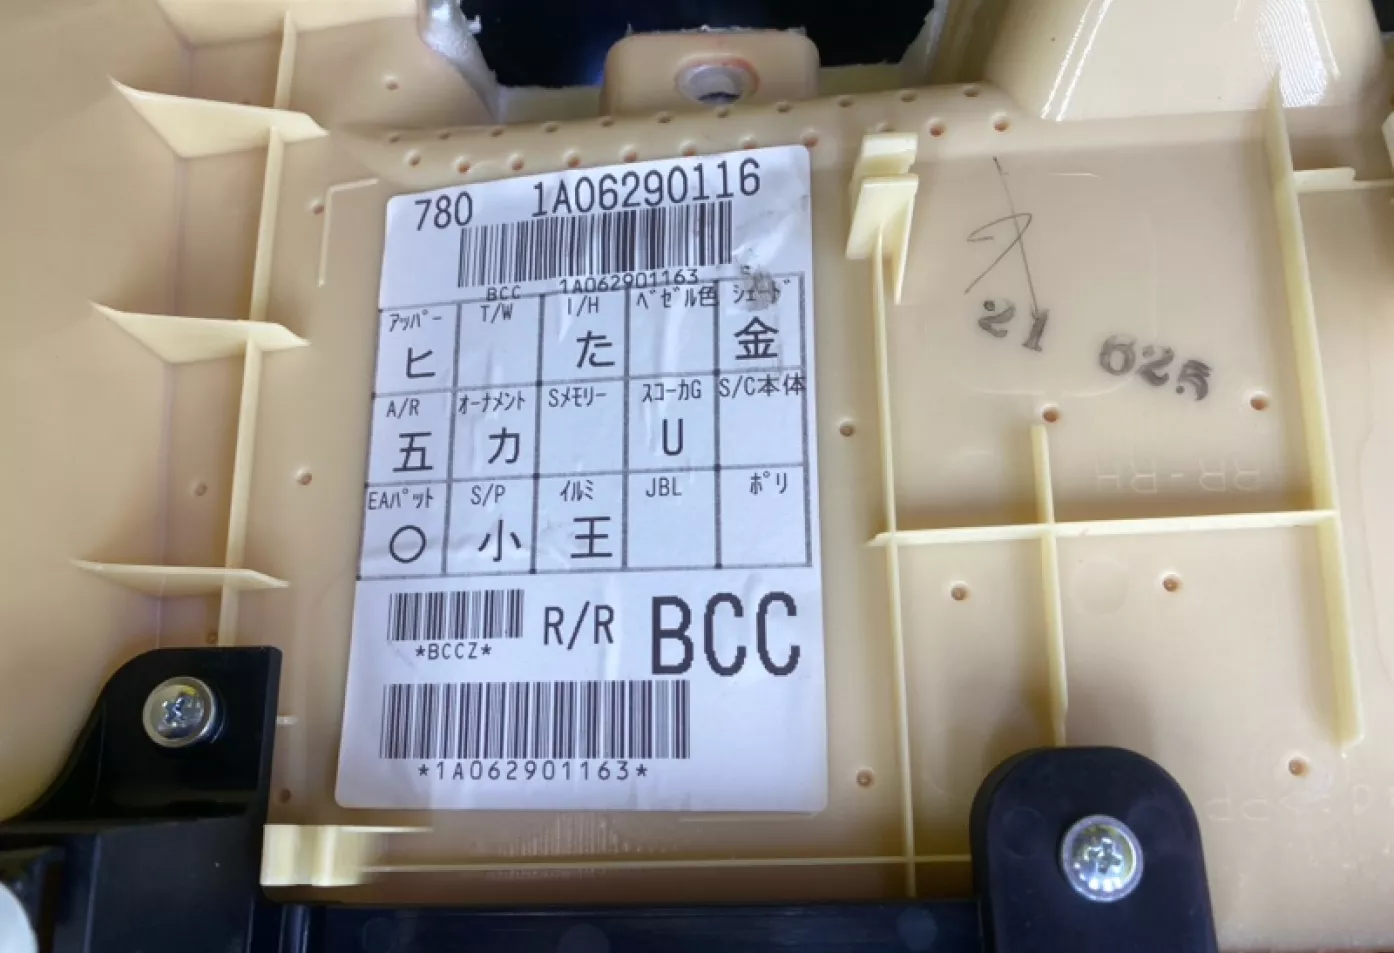 780 1A06290116
BCC 1A062901163
ｱｯﾊﾟｰ T/W I/H ﾍﾞｾﾞﾙ色 ｼｪｰﾄﾞ
ヒ た 金
A/R ｵｰﾅﾒﾝﾄ Sﾒﾓﾘｰ ｽｺｰｶG S/C本体
五 カ U
EAﾊﾟｯﾄ S/P ｲﾙﾐ JBL ﾎﾟﾘ
○ 小 王
R/R BCC
*BCCZ*
*1A062901163*
21 625
RR-RH